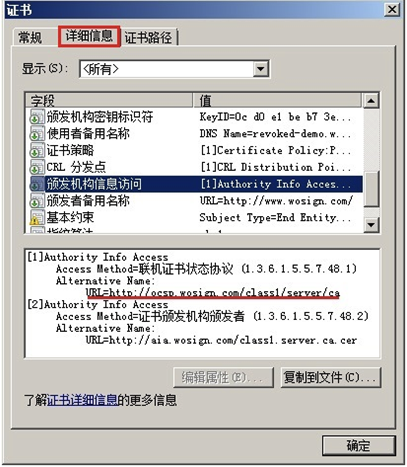 证书
常规 详细信息 证书路径
显示(S): <所有>
字段 值
颁发机构密钥标识符 KeyID=0c d0 e1 be b7 3e...
使用者备用名称 DNS Name=revoked-demo.w...
证书策略 [1]Certificate Policy:P...
CRL 分发点 [1]CRL Distribution Poi...
颁发机构信息访问 [1]Authority Info Acces...
颁发者备用名称 URL=http://www.wosign.com/
基本约束 Subject Type=End Entity...
[1]Authority Info Access
Access Method=联机证书状态协议 (1.3.6.1.5.5.7.48.1)
Alternative Name:
URL=http://ocsp.wosign.com/class1/server/ca
[2]Authority Info Access
Access Method=证书颁发机构颁发者 (1.3.6.1.5.5.7.48.2)
Alternative Name:
URL=http://aia.wosign.com/class1.server.ca.cer
编辑属性(E)... 复制到文件(C)...
了解证书详细信息的更多信息
确定